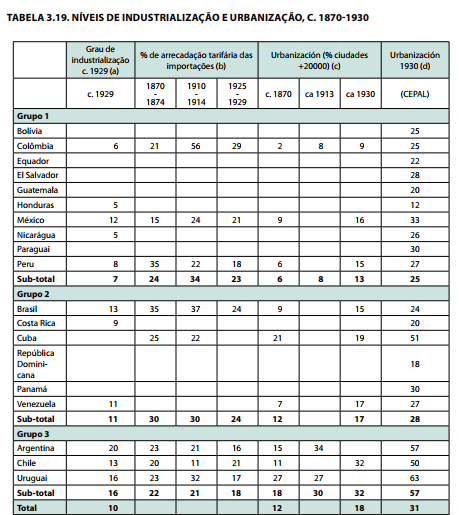 TABELA 3.19. NÍVEIS DE INDUSTRIALIZAÇÃO E URBANIZAÇÃO, C. 1870-1930
Grau de industrialização c. 1929 (a) % de arrecadação tarifária das importações (b) Urbanización (% ciudades +20000) (c) Urbanización 1930 (d)
c. 1929 1870 - 1874 1910 - 1914 1925 - 1929 c. 1870 ca 1913 ca 1930 (CEPAL)
Grupo 1
Bolívia 25
Colômbia 6 21 56 29 2 8 9 25
Equador 22
El Salvador 28
Guatemala 20
Honduras 5 12
México 12 15 24 21 9 16 33
Nicarágua 5 26
Paraguai 30
Peru 8 35 22 18 6 15 27
Sub-total 7 24 34 23 6 8 13 25
Grupo 2
Brasil 13 35 37 24 9 15 24
Costa Rica 9 20
Cuba 25 22 21 19 51
República Domini-cana 18
Panamá 30
Venezuela 11 7 17 27
Sub-total 11 30 30 24 12 17 28
Grupo 3
Argentina 20 23 21 16 15 34 57
Chile 13 20 11 21 11 32 50
Uruguai 16 23 32 17 27 27 63
Sub-total 16 22 21 18 18 30 32 57
Total 10 12 18 31